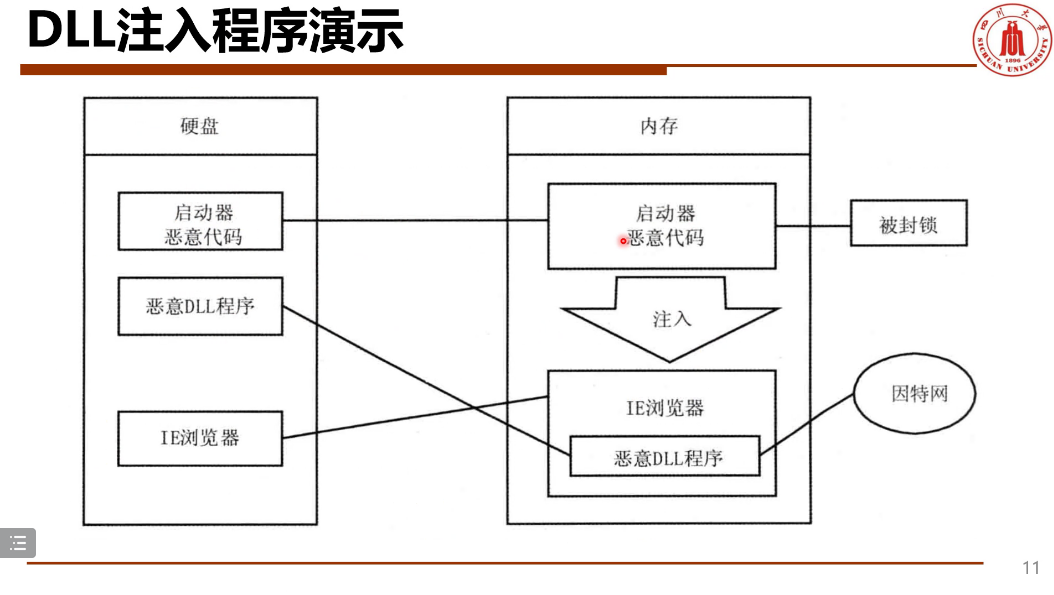 DLL注入程序演示
四川大学
SICHUAN UNIVERSITY
1896
硬盘
内存
启动器
恶意代码
启动器
恶意代码
被封锁
恶意DLL程序
注入
IE浏览器
IE浏览器
恶意DLL程序
因特网
11